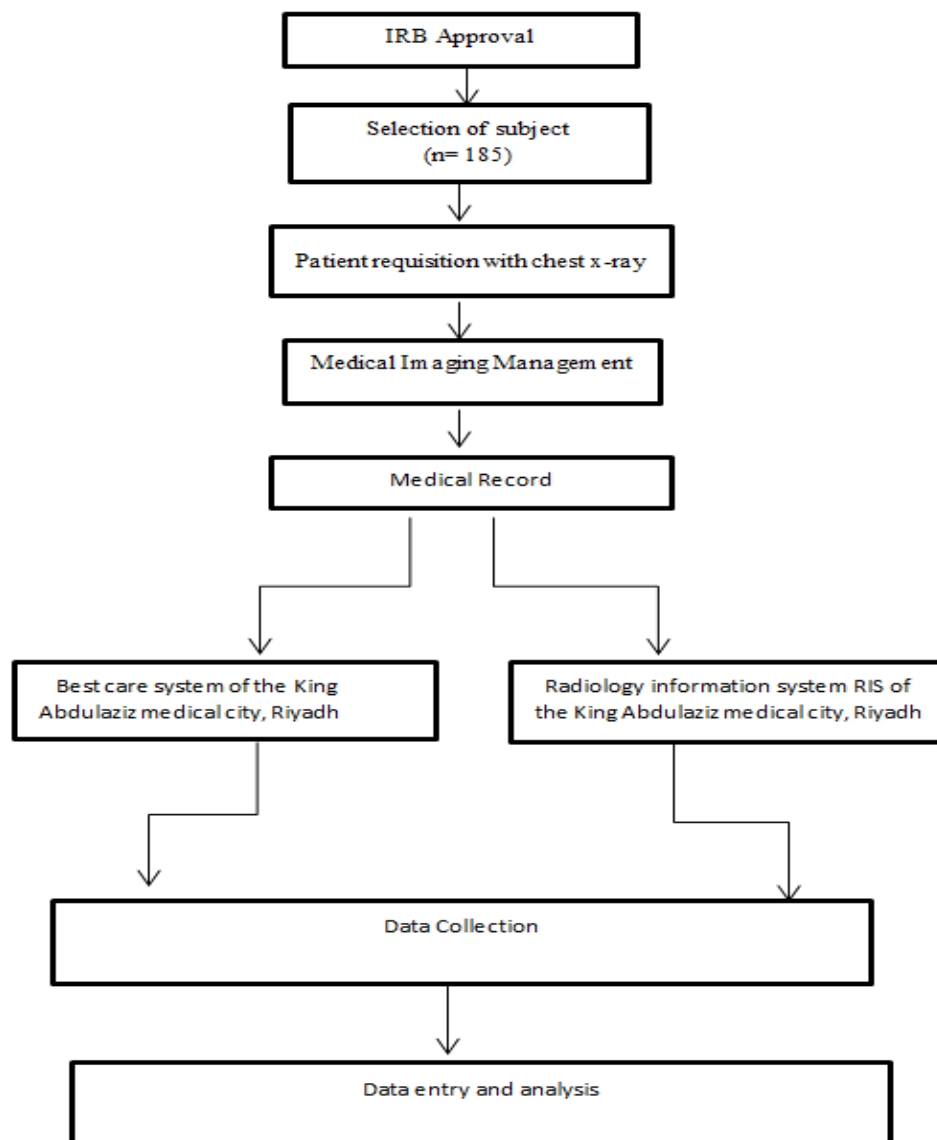 IRB Approval
Selection of subject
(n= 185)
Patient requisition with chest x-ray
Medical Imaging Management
Medical Record
Best care system of the King
Abdulaziz medical city, Riyadh
Radiology information system RIS of
the King Abdulaziz medical city, Riyadh
Data Collection
Data entry and analysis